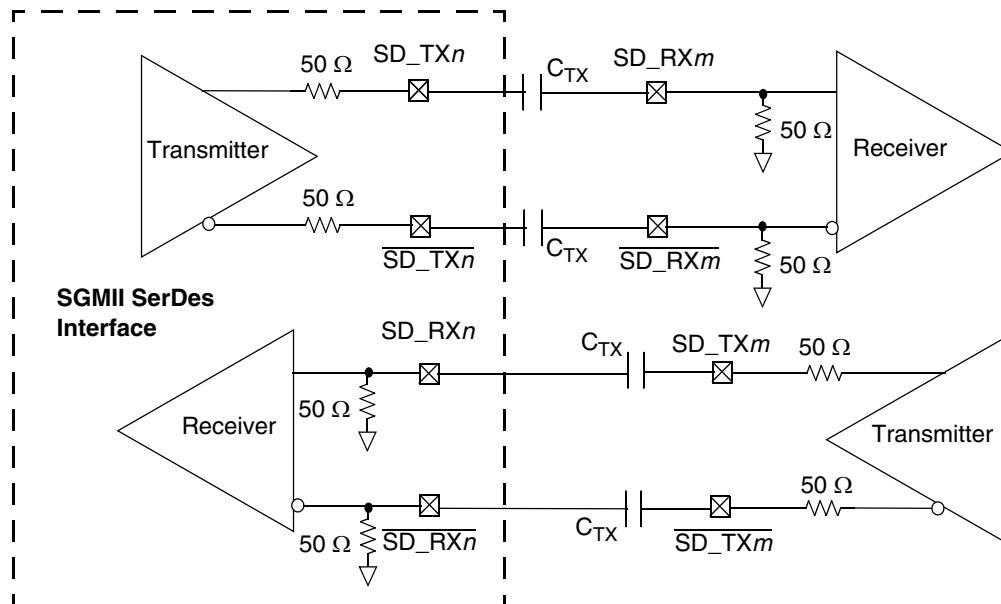 50 Ω
SD_TXn
C_TX
SD_RXm
Transmitter
50 Ω
Receiver
50 Ω
SD_TXn
C_TX
SD_RXm
50 Ω
SGMII SerDes
Interface
SD_RXn
C_TX
SD_TXm
50 Ω
50 Ω
Receiver
Transmitter
50 Ω
50 Ω
SD_RXn
C_TX
SD_TXm